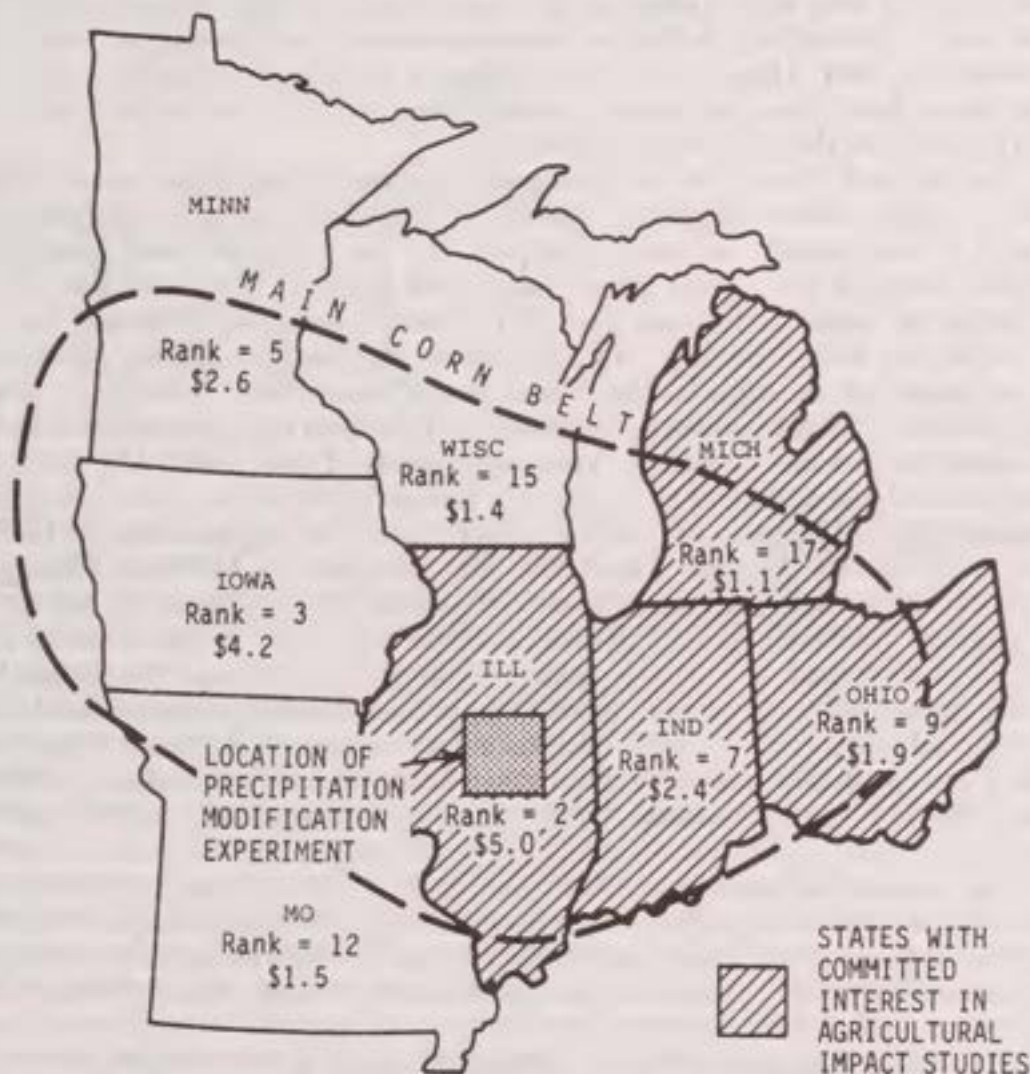 MINN
MAIN CORN BELT
Rank = 5
$2.6
WISC
Rank = 15
$1.4
MICH
Rank = 17
$1.1
IOWA
Rank = 3
$4.2
ILL
Rank = 2
$5.0
IND
Rank = 7
$2.4
OHIO
Rank = 9
$1.9
LOCATION OF
PRECIPITATION
MODIFICATION
EXPERIMENT
MO
Rank = 12
$1.5
STATES WITH
COMMITTED
INTEREST IN
AGRICULTURAL
IMPACT STUDIES